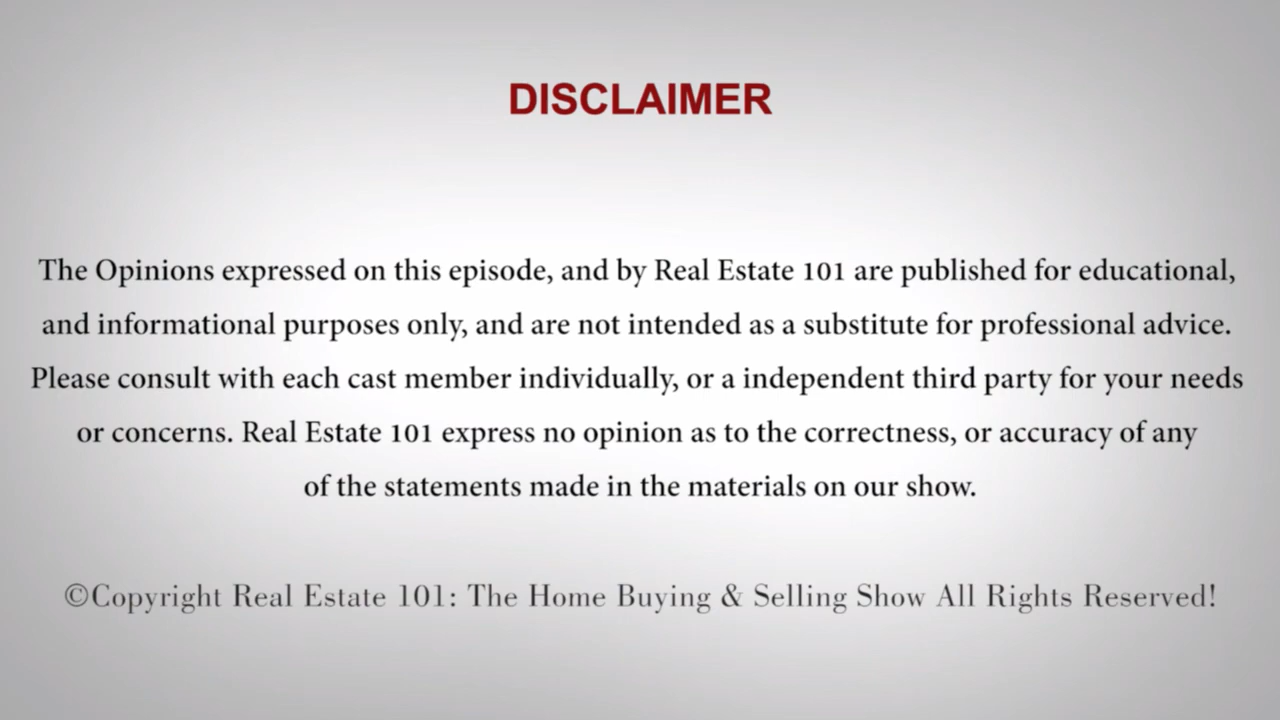 DISCLAIMER
The Opinions expressed on this episode, and by Real Estate 101 are published for educational,
and informational purposes only, and are not intended as a substitute for professional advice.
Please consult with each cast member individually, or a independent third party for your needs
or concerns. Real Estate 101 express no opinion as to the correctness, or accuracy of any
of the statements made in the materials on our show.
©Copyright Real Estate 101: The Home Buying & Selling Show All Rights Reserved!